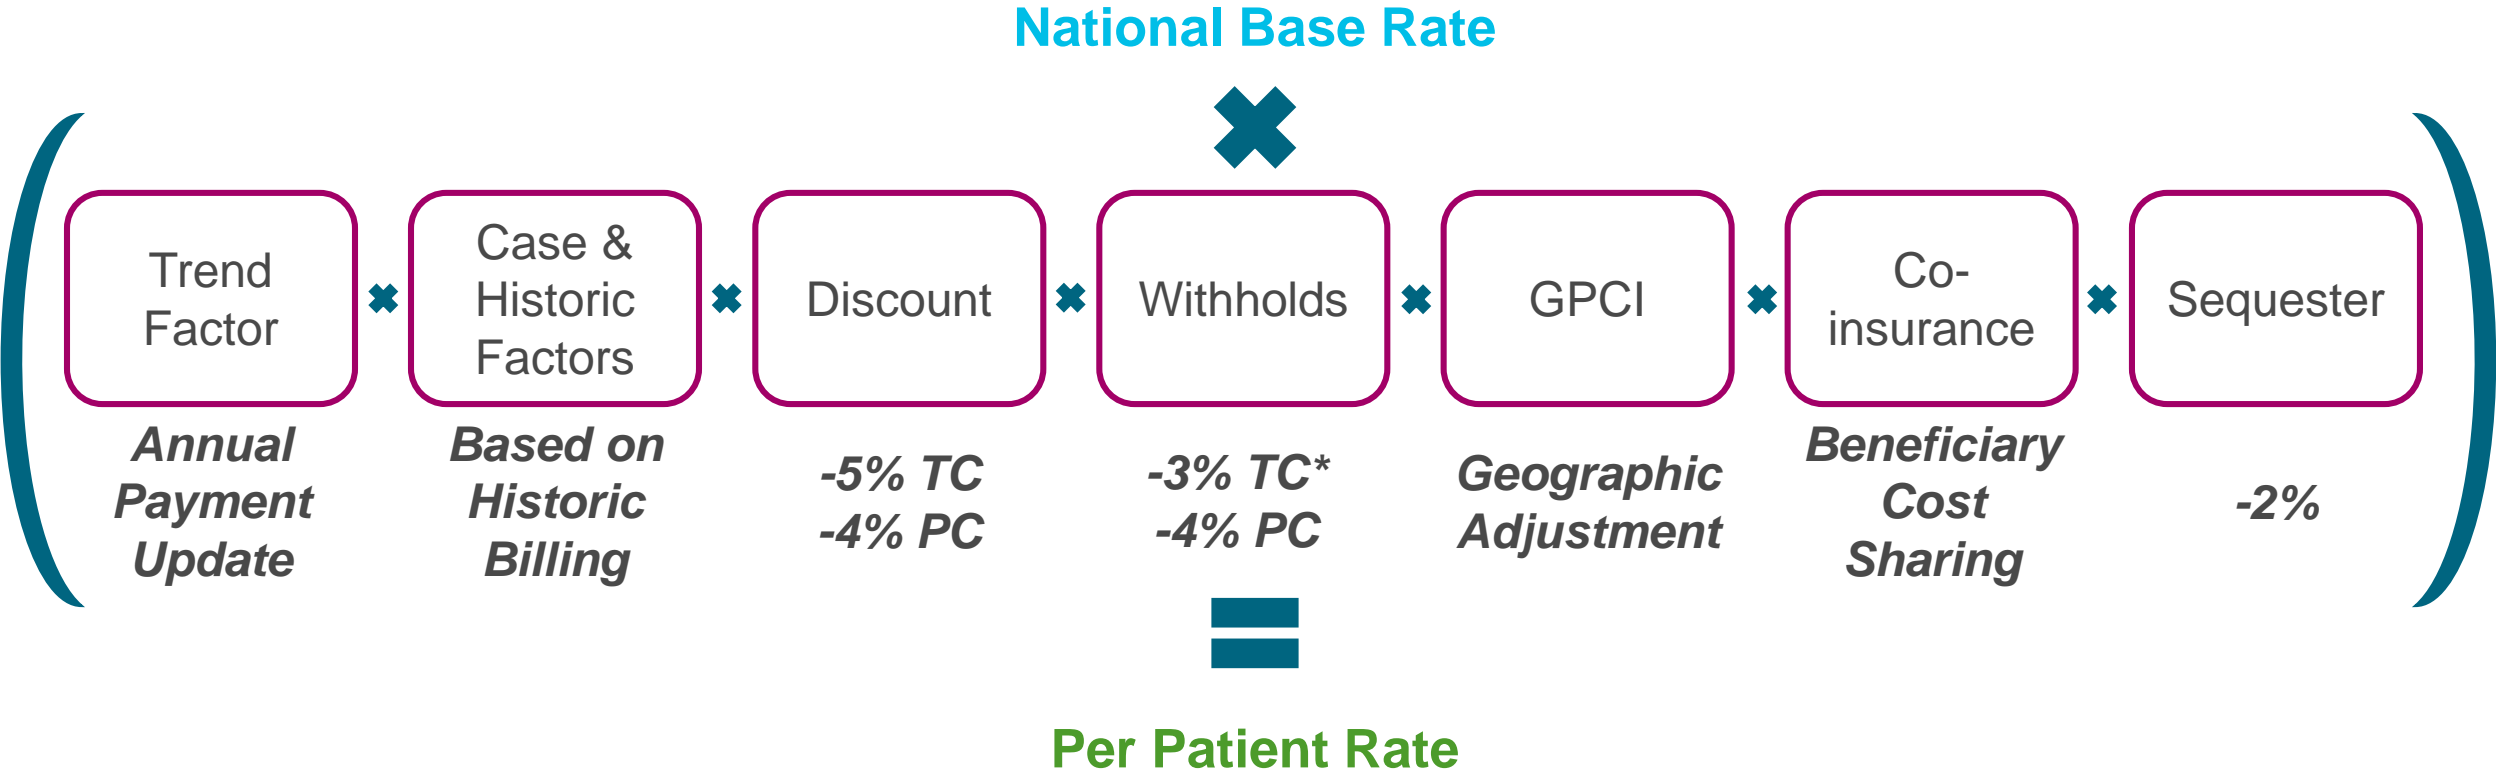 National Base Rate
Trend
Factor
Case &
Historic
Factors
Discount
Withholds
GPCI
Co-
insurance
Sequester
Annual
Payment
Update
Based on
Historic
Billing
-5% TC
-4% PC
-3% TC*
-4% PC
Geographic
Adjustment
Beneficiary
Cost
Sharing
-2%
Per Patient Rate